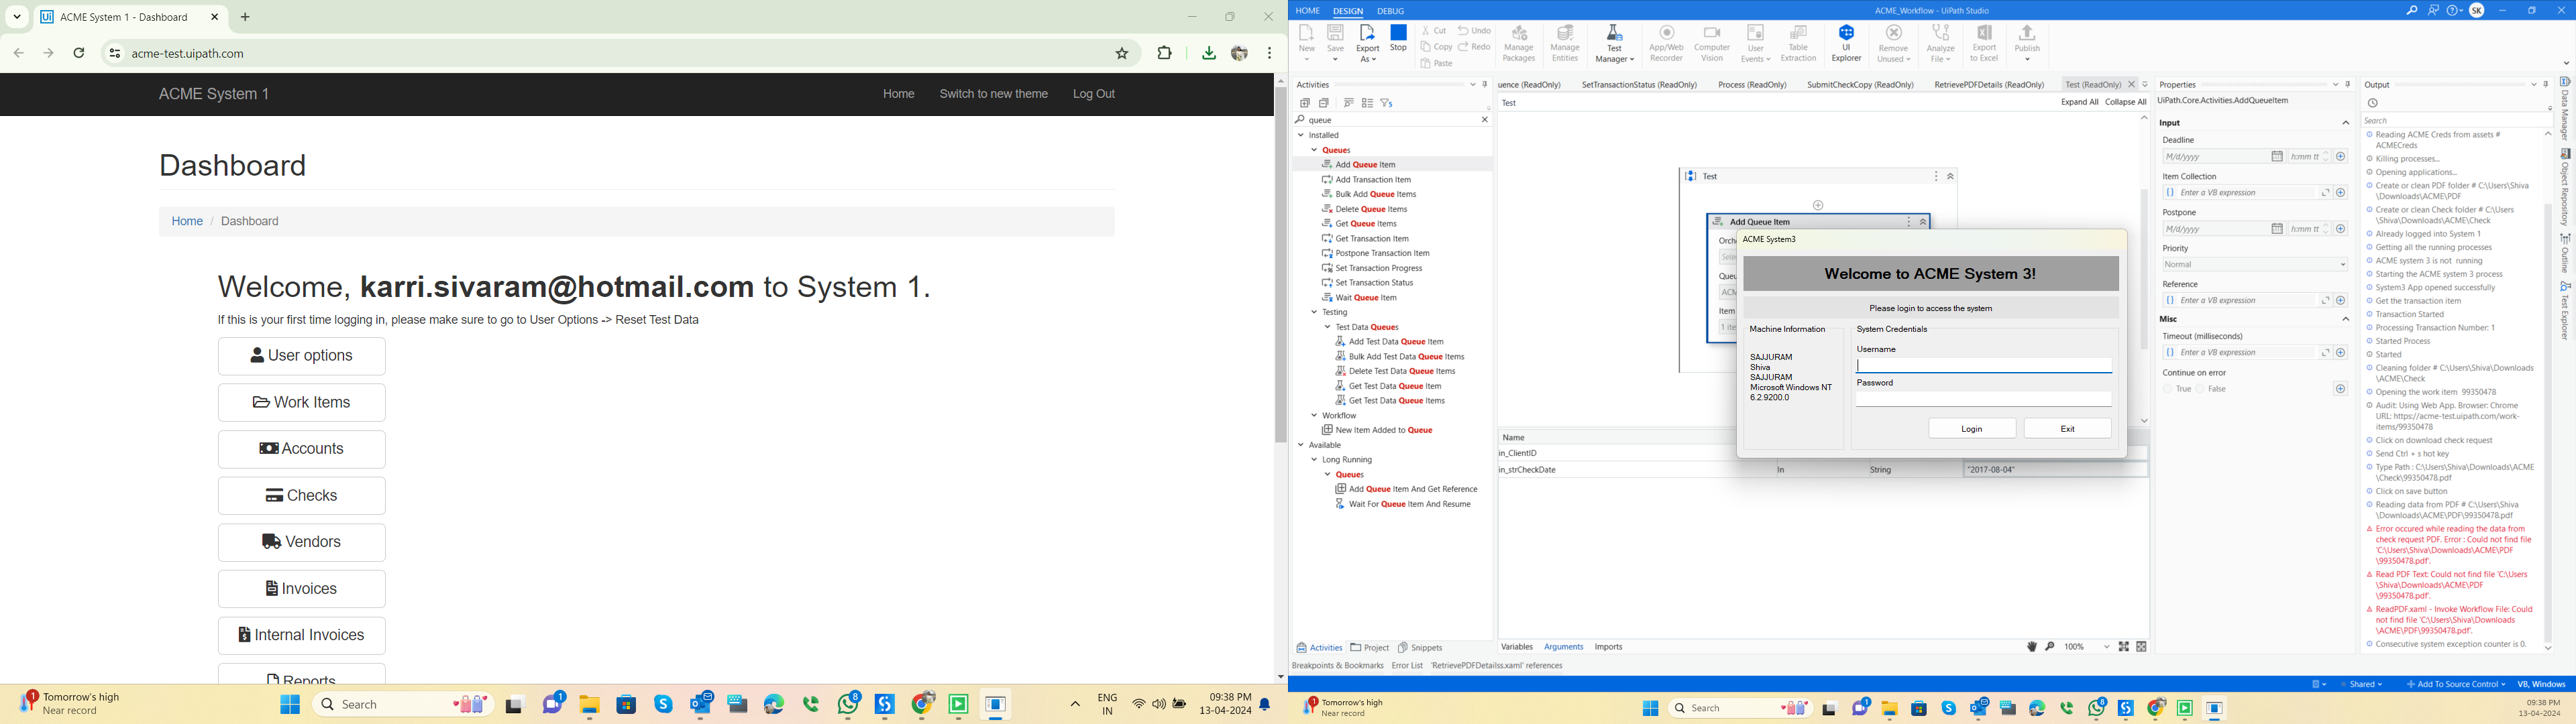 ACME System 1 - Dashboard
acme-test.uipath.com
ACME System 1
Home
Switch to new theme
Log Out
Dashboard
Home / Dashboard
Welcome, karri.sivaram@hotmail.com to System 1.
If this is your first time logging in, please make sure to go to User Options -> Reset Test Data
User options
Work Items
Accounts
Checks
Vendors
Invoices
Internal Invoices
Reports
Tomorrow's high
Near record
Search
ENG
IN
09:38 PM
13-04-2024
HOME DESIGN DEBUG
ACME_Workflow - UiPath Studio
SK
New
Save
Export As
Stop
Cut
Copy
Paste
Undo
Redo
Manage Packages
Manage Entities
Test Manager
App/Web Recorder
Computer Vision
User Events
Table Extraction
UI Explorer
Remove Unused
Analyze File
Export to Excel
Publish
Activities
queue
Installed
Queues
Add Queue Item
Add Transaction Item
Bulk Add Queue Items
Delete Queue Items
Get Queue Items
Get Transaction Item
Postpone Transaction Item
Set Transaction Progress
Set Transaction Status
Wait Queue Item
Testing
Test Data Queues
Add Test Data Queue Item
Bulk Add Test Data Queue Items
Delete Test Data Queue Items
Get Test Data Queue Item
Get Test Data Queue Items
Workflow
New Item Added to Queue
Available
Long Running
Queues
Add Queue Item And Get Reference
Wait For Queue Item And Resume
Activities Project Snippets
Breakpoints & Bookmarks Error List 'RetrievePDFDetailss.xaml' references
uence (ReadOnly) SetTransactionStatus (ReadOnly) Process (ReadOnly) SubmitCheckCopy (ReadOnly) RetrievePDFDetails (ReadOnly) Test (ReadOnly)
Test
Expand All Collapse All
Test
Add Queue Item
Orche
Selec
Queu
ACM
Item
1 ite
ACME System3
Welcome to ACME System 3!
Please login to access the system
Machine Information
SAJJURAM
Shiva
SAJJURAM
Microsoft Windows NT
6.2.9200.0
System Credentials
Username
Password
Login
Exit
Name
in_ClientID
in_strCheckDate In String "2017-08-04"
Variables Arguments Imports
100%
Properties
UiPath.Core.Activities.AddQueueItem
Input
Deadline
M/d/yyyy h:mm tt
Item Collection
Enter a VB expression
Postpone
M/d/yyyy h:mm tt
Priority
Normal
Reference
Enter a VB expression
Misc
Timeout (milliseconds)
Enter a VB expression
Continue on error
True False
Output
Search
Reading ACME Creds from assets #
ACMECreds
Killing processes...
Opening applications...
Create or clean PDF folder # C:\Users\Shiva
\Downloads\ACME\PDF
Create or clean Check folder # C:\Users
\Shiva\Downloads\ACME\Check
Already logged into System 1
Getting all the running processes
ACME system 3 is not running
Starting the ACME system 3 process
System3 App opened successfully
Get the transaction item
Transaction Started
Processing Transaction Number: 1
Started Process
Started
Cleaning folder # C:\Users\Shiva\Downloads
\ACME\Check
Opening the work item 99350478
Audit: Using Web App. Browser: Chrome
URL: https://acme-test.uipath.com/work-
items/99350478
Click on download check request
Send Ctrl + s hot key
Type Path : C:\Users\Shiva\Downloads\ACME
\Check\99350478.pdf
Click on save button
Reading data from PDF # C:\Users\Shiva
\Downloads\ACME\PDF\99350478.pdf
Error occured while reading the data from
check request PDF. Error : Could not find file
'C:\Users\Shiva\Downloads\ACME\PDF
\99350478.pdf'.
Read PDF Text: Could not find file 'C:\Users
\Shiva\Downloads\ACME\PDF
\99350478.pdf'.
ReadPDF.xaml - Invoke Workflow File: Could
not find file 'C:\Users\Shiva\Downloads
\ACME\PDF\99350478.pdf'.
Consecutive system exception counter is 0.
Data Manager
Object Repository
Outline
Test Explorer
Shared
Add To Source Control
VB, Windows
Tomorrow's high
Near record
Search
09:38 PM
13-04-2024